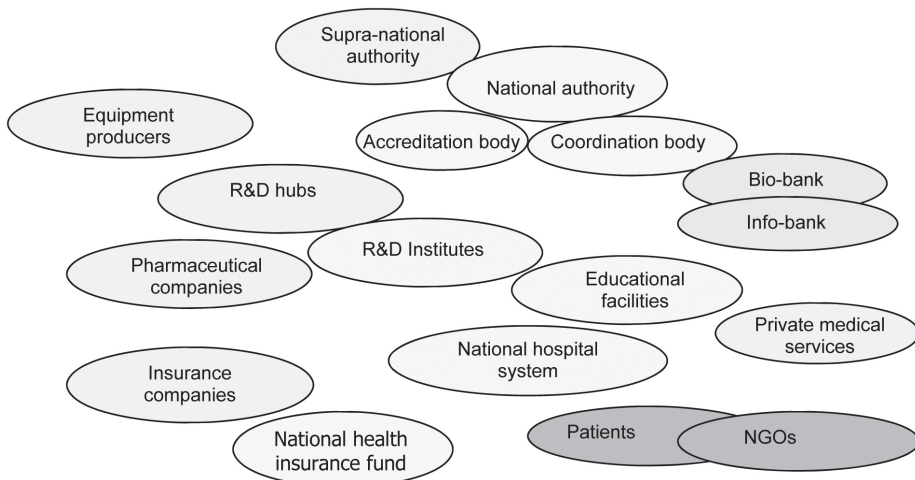 Supra-national
authority
National authority
Equipment
producers
Accreditation body
Coordination body
Bio-bank
R&D hubs
Info-bank
R&D Institutes
Pharmaceutical
companies
Educational
facilities
Private medical
services
National hospital
system
Insurance
companies
Patients
NGOs
National health
insurance fund